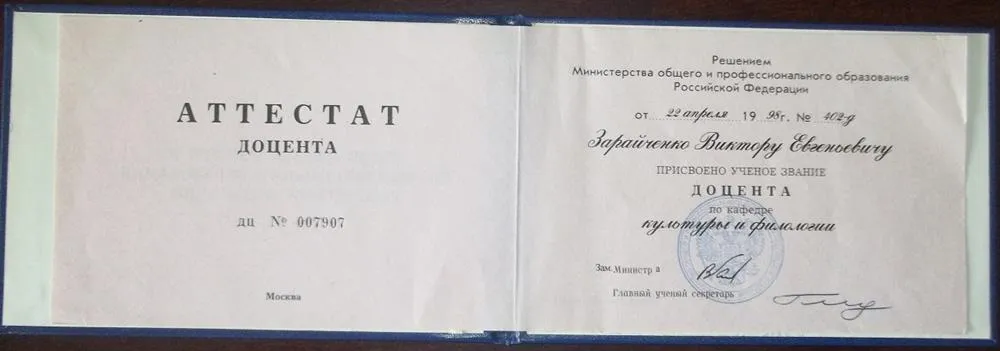 АТТЕСТАТ
ДОЦЕНТА
ДЦ № 007907
Москва
Решением
Министерства общего и профессионального образования
Российской Федерации
от 22 апреля 1998г. № 402-д
Зарайченко Виктору Евгеньевичу
ПРИСВОЕНО УЧЕНОЕ ЗВАНИЕ
ДОЦЕНТА
по кафедре
культуры и филологии
Зам. Министра
Главный ученый секретарь